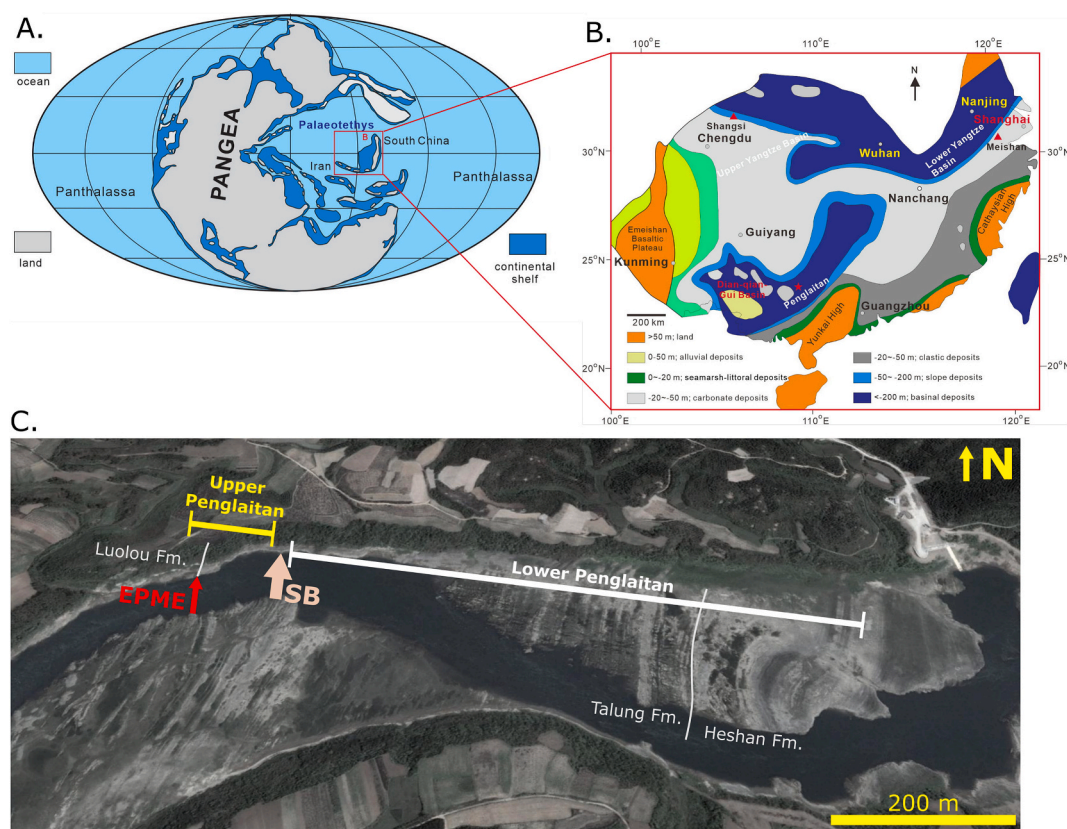 A.
ocean
land
PANGEA
Palaeotethys
B
South China
Iran
Panthalassa
Panthalassa
continental
shelf
B.
100°E
110°E
120°E
N
30°N
25°N
20°N
30°N
25°N
20°N
Shangsi
Chengdu
Upper Yangtze Basin
Wuhan
Lower Yangtze
Basin
Nanjing
Shanghai
Meishan
Nanchang
Cathaysian
High
Emeishan
Basaltic
Plateau
Kunming
Guiyang
Dian-qian
Gui Basin
Penglaitan
Guangzhou
Yunkai High
200 km
>50 m; land
0-50 m; alluvial deposits
0~-20 m; seamarsh-littoral deposits
-20~-50 m; carbonate deposits
-20~-50 m; clastic deposits
-50~ -200 m; slope deposits
<-200 m; basinal deposits
100°E
110°E
120°E
C.
N
Upper
Penglaitan
Luolou Fm.
EPME
SB
Lower Penglaitan
Talung Fm.
Heshan Fm.
200 m